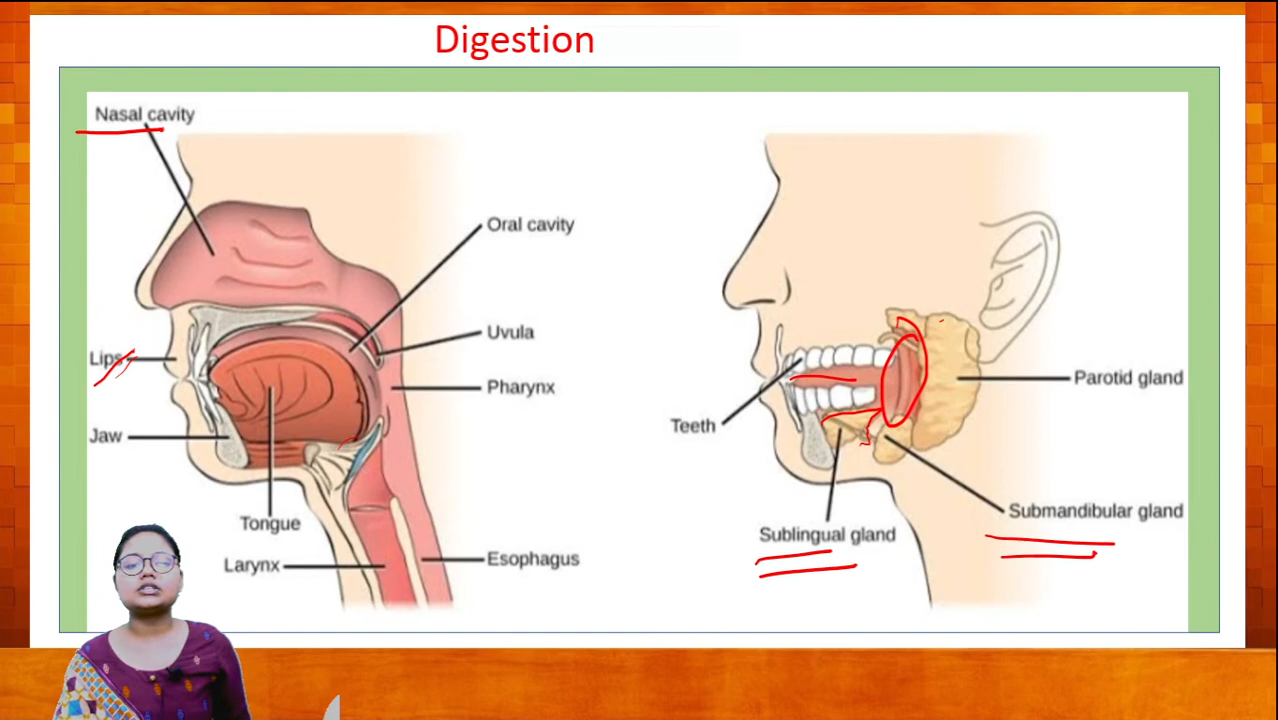 Digestion
Nasal cavity
Oral cavity
Uvula
Lips
Pharynx
Jaw
Tongue
Larynx
Esophagus
Teeth
Parotid gland
Submandibular gland
Sublingual gland